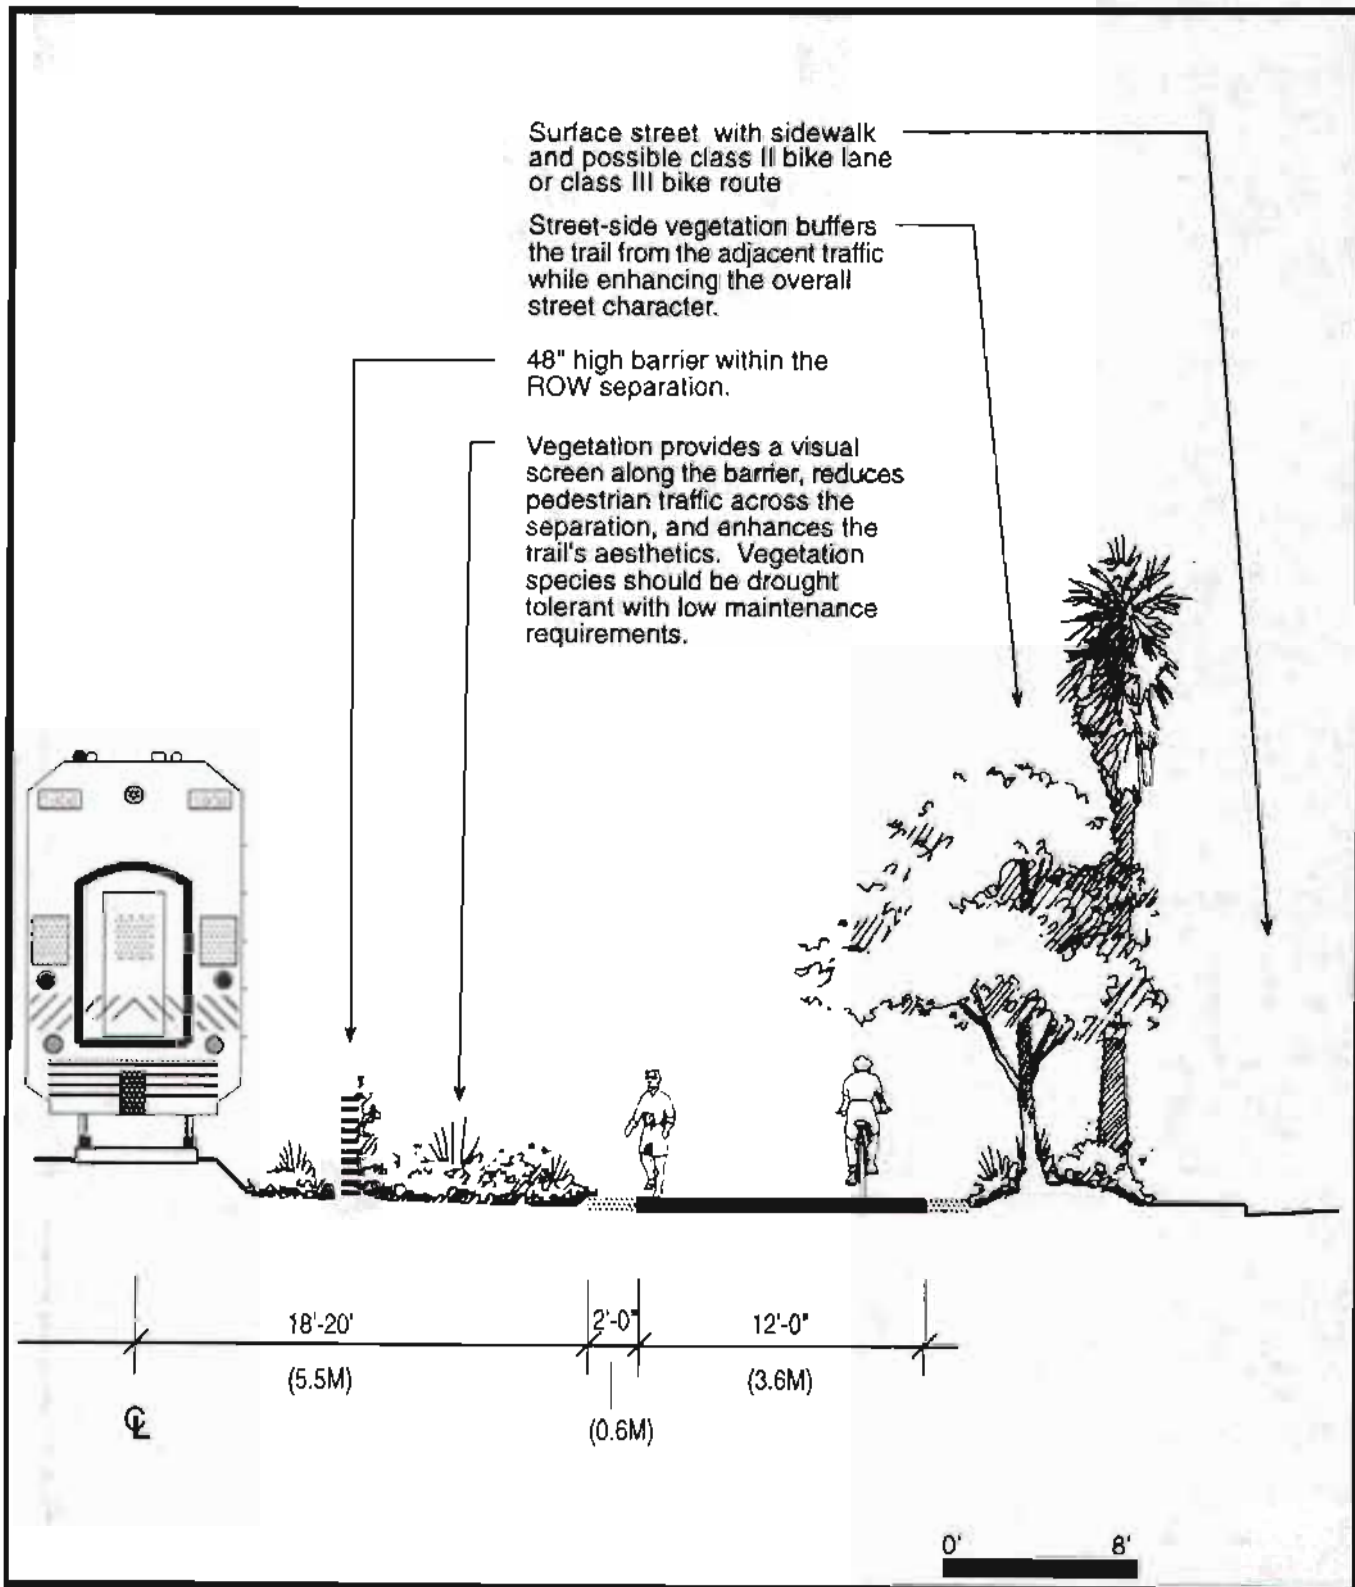 Surface street with sidewalk
and possible class II bike lane
or class III bike route
Street-side vegetation buffers
the trail from the adjacent traffic
while enhancing the overall
street character.
48" high barrier within the
ROW separation.
Vegetation provides a visual
screen along the barrier, reduces
pedestrian traffic across the
separation, and enhances the
trail's aesthetics.  Vegetation
species should be drought
tolerant with low maintenance
requirements.
18'-20'
2'-0"
12'-0"
(5.5M)
(3.6M)
(0.6M)
℄
0'
8'